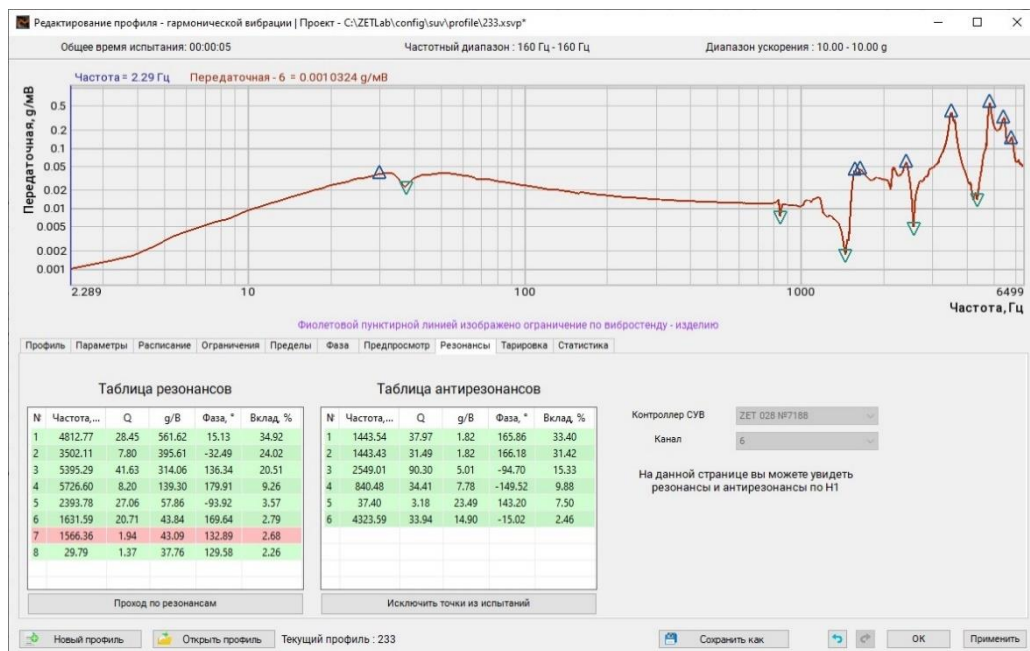 Редактирование профиля - гармонической вибрации | Проект - C:\ZETLab\config\suv\profile\233.xsvp*
Общее время испытания: 00:00:05 Частотный диапазон : 160 Гц - 160 Гц Диапазон ускорения : 10.00 - 10.00 g
Частота = 2.29 Гц Передаточная - 6 = 0.0010324 g/мВ
Передаточная, g/мВ
0.5
0.2
0.1
0.05
0.02
0.01
0.005
0.002
0.001
2.289 10 100 1000 6499
Частота, Гц
Фиолетовой пунктирной линией изображено ограничение по вибростенду - изделию
Профиль Параметры Расписание Ограничения Пределы Фаза Предпросмотр Резонансы Тарировка Статистика
Таблица резонансов
N Частота,... Q g/В Фаза, ° Вклад, %
1 4812.77 28.45 561.62 15.13 34.92
2 3502.11 7.80 395.61 -32.49 24.02
3 5395.29 41.63 314.06 136.34 20.51
4 5726.60 8.20 139.30 179.91 9.26
5 2393.78 27.06 57.86 -93.92 3.57
6 1631.59 20.71 43.84 169.64 2.79
7 1566.36 1.94 43.09 132.89 2.68
8 29.79 1.37 37.76 129.58 2.26
Проход по резонансам
Таблица антирезонансов
N Частота,... Q g/В Фаза, ° Вклад, %
1 1443.54 37.97 1.82 165.86 33.40
2 1443.43 31.49 1.82 166.18 31.42
3 2549.01 90.30 5.01 -94.70 15.33
4 840.48 34.41 7.78 -149.52 9.88
5 37.40 3.18 23.49 143.20 7.50
6 4323.59 33.94 14.90 -15.02 2.46
Исключить точки из испытаний
Контроллер СУВ ZET 028 №7188
Канал 6
На данной странице вы можете увидеть
резонансы и антирезонансы по H1
Новый профиль Открыть профиль Текущий профиль : 233 Сохранить как OK Применить